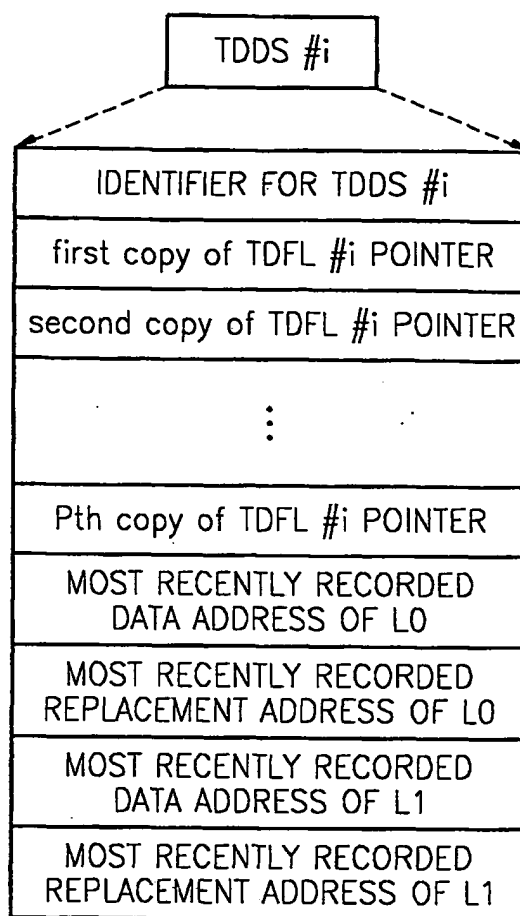 TDDS #i
IDENTIFIER FOR TDDS #i
first copy of TDFL #i POINTER
second copy of TDFL #i POINTER
⋮
Pth copy of TDFL #i POINTER
MOST RECENTLY RECORDED
DATA ADDRESS OF L0
MOST RECENTLY RECORDED
REPLACEMENT ADDRESS OF L0
MOST RECENTLY RECORDED
DATA ADDRESS OF L1
MOST RECENTLY RECORDED
REPLACEMENT ADDRESS OF L1